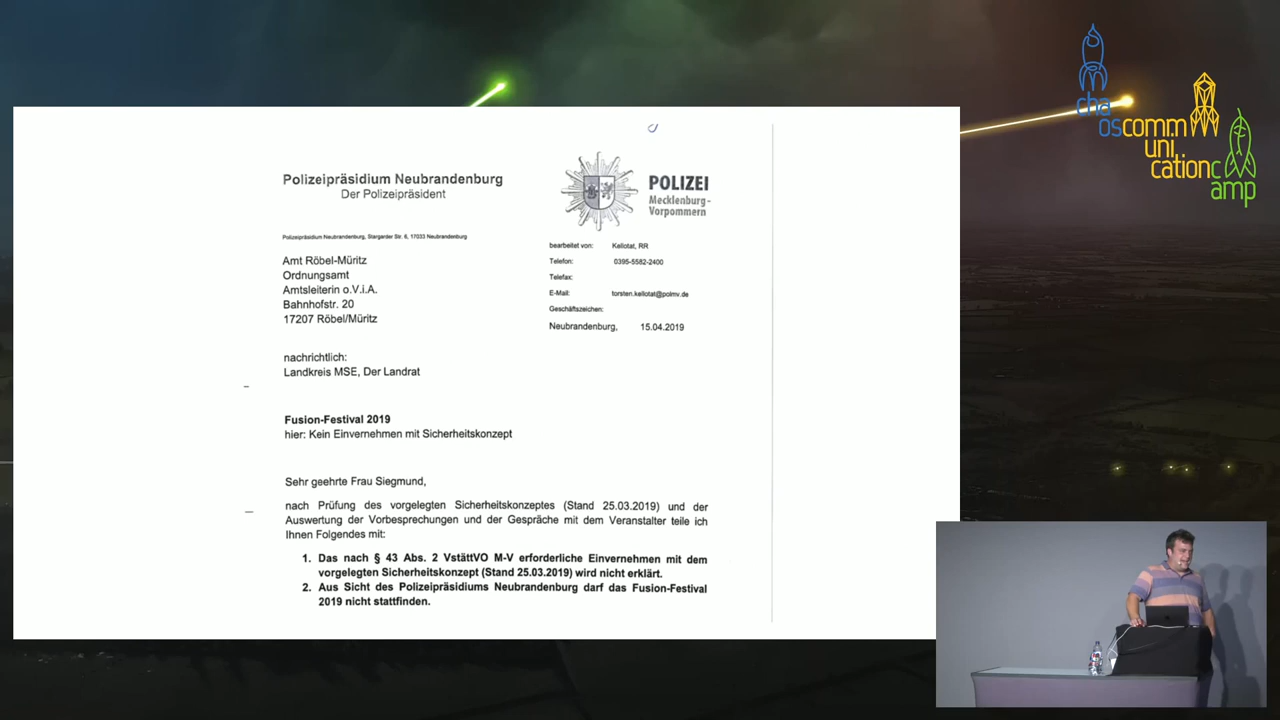 chaoscommunicationcamp
Polizeipräsidium Neubrandenburg
Der Polizeipräsident
POLIZEI
Mecklenburg-
Vorpommern
Polizeipräsidium Neubrandenburg, Stargarder Str. 6, 17033 Neubrandenburg
Amt Röbel-Müritz
Ordnungsamt
Amtsleiterin o.V.i.A.
Bahnhofstr. 20
17207 Röbel/Müritz
bearbeitet von: Kellotat, RR
Telefon: 0395-5582-2400
Telefax:
E-Mail: torsten.kellotat@polmv.de
Geschäftszeichen:
Neubrandenburg, 15.04.2019
nachrichtlich:
Landkreis MSE, Der Landrat
Fusion-Festival 2019
hier: Kein Einvernehmen mit Sicherheitskonzept
Sehr geehrte Frau Siegmund,
nach Prüfung des vorgelegten Sicherheitskonzeptes (Stand 25.03.2019) und der
Auswertung der Vorbesprechungen und der Gespräche mit dem Veranstalter teile ich
Ihnen Folgendes mit:
1. Das nach § 43 Abs. 2 VstättVO M-V erforderliche Einvernehmen mit dem
vorgelegten Sicherheitskonzept (Stand 25.03.2019) wird nicht erklärt.
2. Aus Sicht des Polizeipräsidiums Neubrandenburg darf das Fusion-Festival
2019 nicht stattfinden.